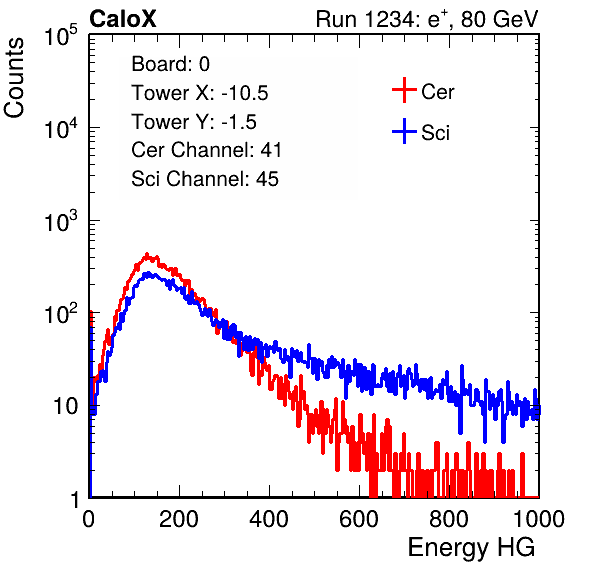 CaloX Run 1234: e⁺, 80 GeV
Counts
10⁵
10⁴
10³
10²
10
1
Board: 0
Tower X: -10.5
Tower Y: -1.5
Cer Channel: 41
Sci Channel: 45
Cer
Sci
0 200 400 600 800 1000
Energy HG